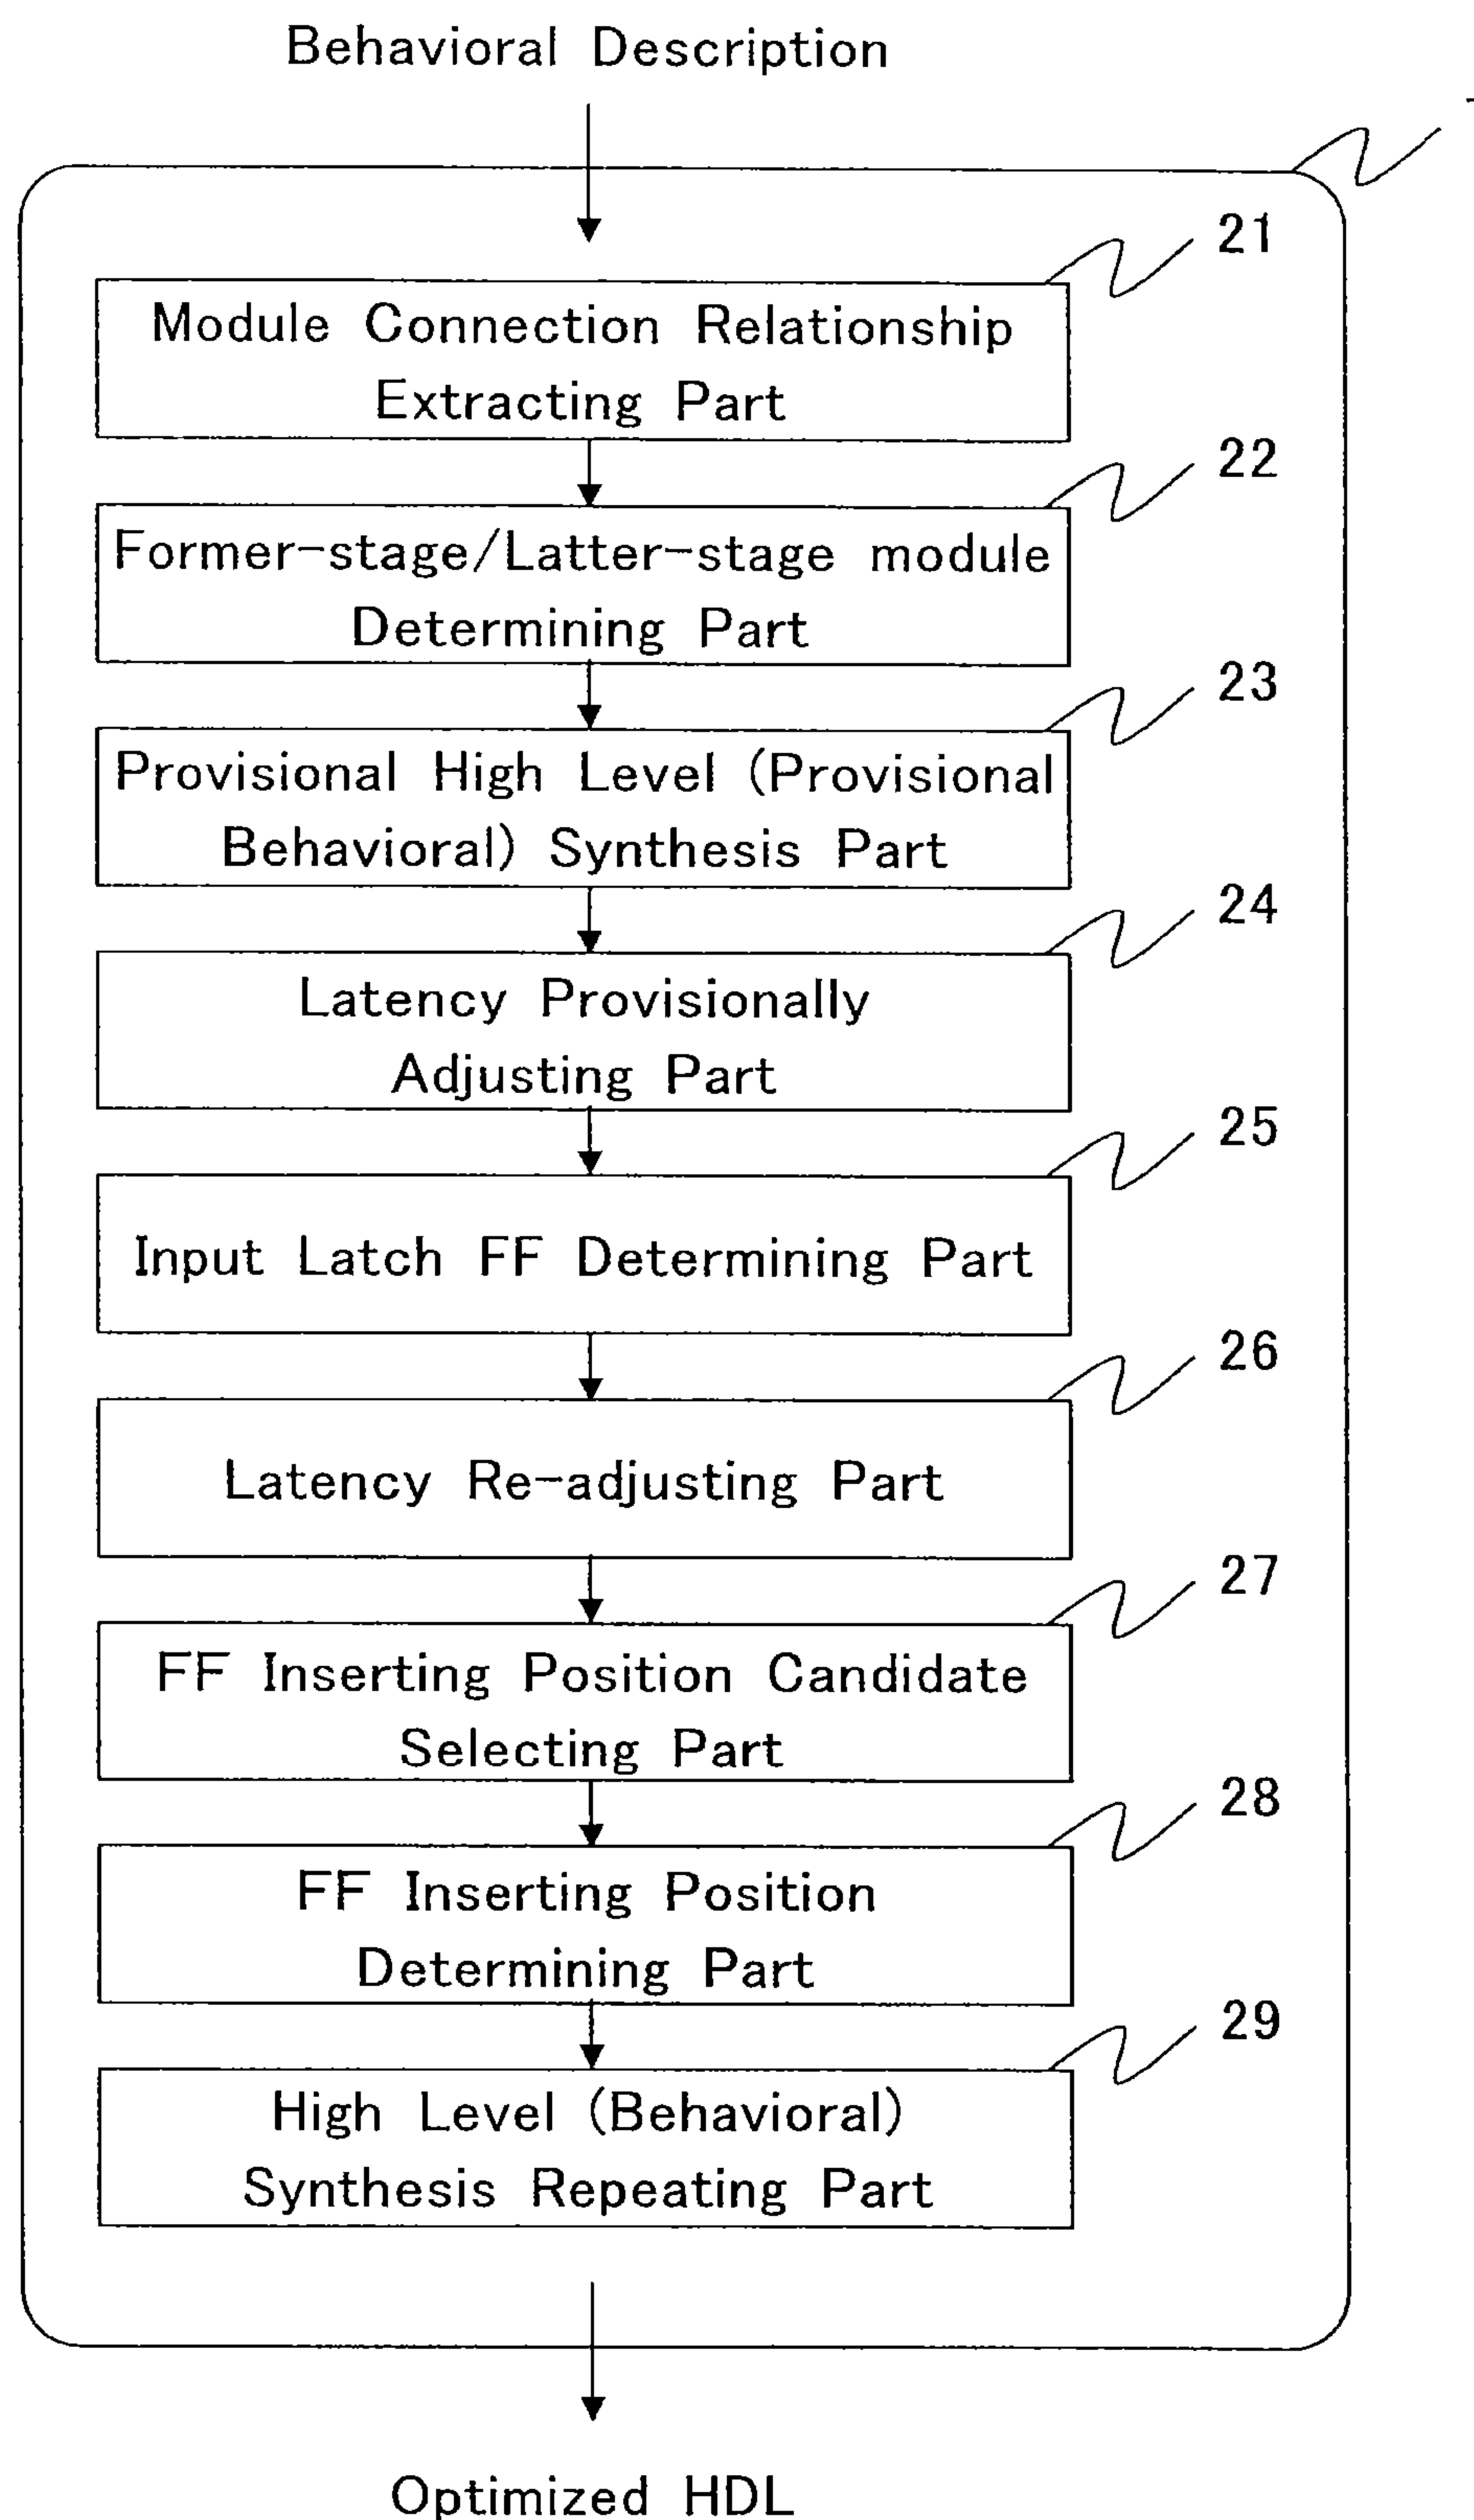 Behavioral Description
21
Module Connection Relationship
Extracting Part
22
Former-stage/Latter-stage module
Determining Part
23
Provisional High Level (Provisional
Behavioral) Synthesis Part
24
Latency Provisionally
Adjusting Part
25
Input Latch FF Determining Part
26
Latency Re-adjusting Part
27
FF Inserting Position Candidate
Selecting Part
28
FF Inserting Position
Determining Part
29
High Level (Behavioral)
Synthesis Repeating Part
Optimized HDL